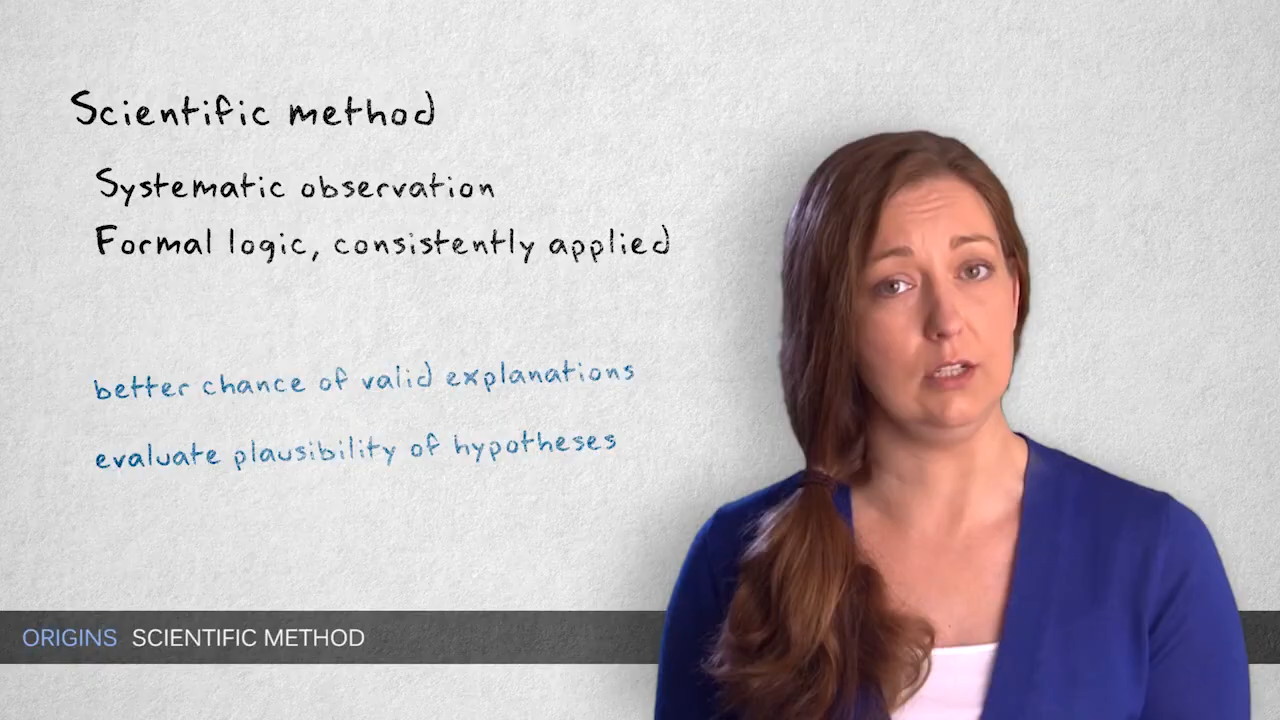 Scientific method
Systematic observation
Formal logic, consistently applied
better chance of valid explanations
evaluate plausibility of hypotheses
ORIGINS SCIENTIFIC METHOD